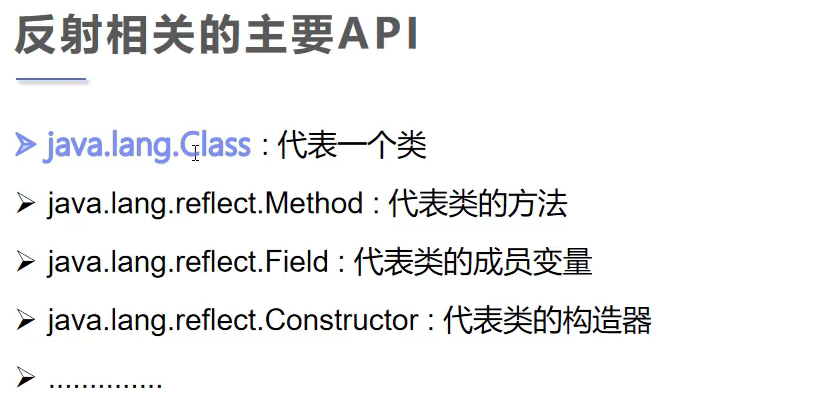 反射相关的主要API
➢ java.lang.Class : 代表一个类
➢ java.lang.reflect.Method : 代表类的方法
➢ java.lang.reflect.Field : 代表类的成员变量
➢ java.lang.reflect.Constructor : 代表类的构造器
➢ ..............